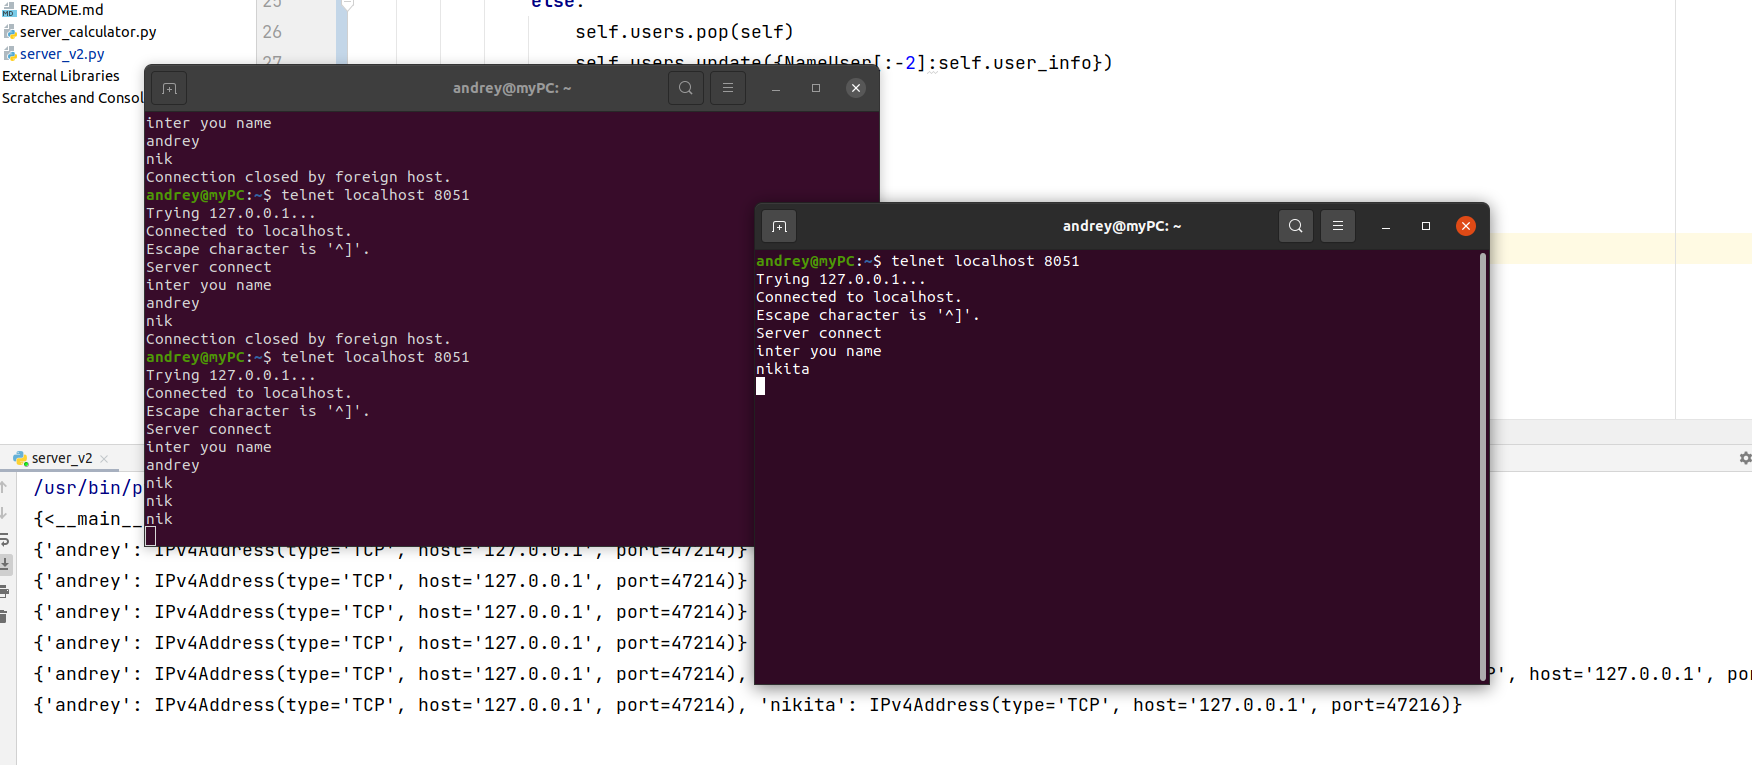 README.md
server_calculator.py
server_v2.py
External Libraries
Scratches and Consol
25 else:
26 self.users.pop(self)
27 self.users.update({NameUser[:-2]:self.user_info})
andrey@myPC: ~
inter you name
andrey
nik
Connection closed by foreign host.
andrey@myPC:~$ telnet localhost 8051
Trying 127.0.0.1...
Connected to localhost.
Escape character is '^]'.
Server connect
inter you name
andrey
nik
Connection closed by foreign host.
andrey@myPC:~$ telnet localhost 8051
Trying 127.0.0.1...
Connected to localhost.
Escape character is '^]'.
Server connect
inter you name
andrey
nik
nik
nik
andrey@myPC: ~
andrey@myPC:~$ telnet localhost 8051
Trying 127.0.0.1...
Connected to localhost.
Escape character is '^]'.
Server connect
inter you name
nikita
server_v2
/usr/bin/p
{<__main__
{'andrey': IPv4Address(type='TCP', host='127.0.0.1', port=47214)}
{'andrey': IPv4Address(type='TCP', host='127.0.0.1', port=47214)}
{'andrey': IPv4Address(type='TCP', host='127.0.0.1', port=47214)}
{'andrey': IPv4Address(type='TCP', host='127.0.0.1', port=47214)}
{'andrey': IPv4Address(type='TCP', host='127.0.0.1', port=47214), P', host='127.0.0.1', por
{'andrey': IPv4Address(type='TCP', host='127.0.0.1', port=47214), 'nikita': IPv4Address(type='TCP', host='127.0.0.1', port=47216)}